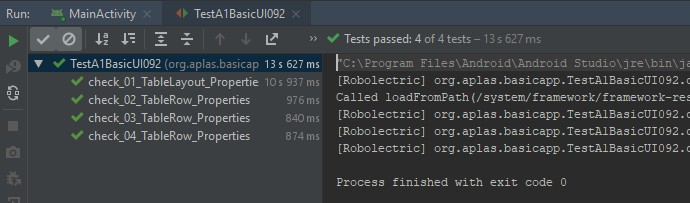 Run: MainActivity TestA1BasicUI092
Tests passed: 4 of 4 tests – 13 s 627 ms
TestA1BasicUI092 (org.aplas.basicap 13 s 627 ms
check_01_TableLayout_Propertie 10 s 937 ms
check_02_TableRow_Properties 976 ms
check_03_TableRow_Properties 840 ms
check_04_TableRow_Properties 874 ms
"C:\Program Files\Android\Android Studio\jre\bin\ja
[Robolectric] org.aplas.basicapp.TestA1BasicUI092.c
Called loadFromPath(/system/framework/framework-res
[Robolectric] org.aplas.basicapp.TestA1BasicUI092.c
[Robolectric] org.aplas.basicapp.TestA1BasicUI092.c
[Robolectric] org.aplas.basicapp.TestA1BasicUI092.c
Process finished with exit code 0